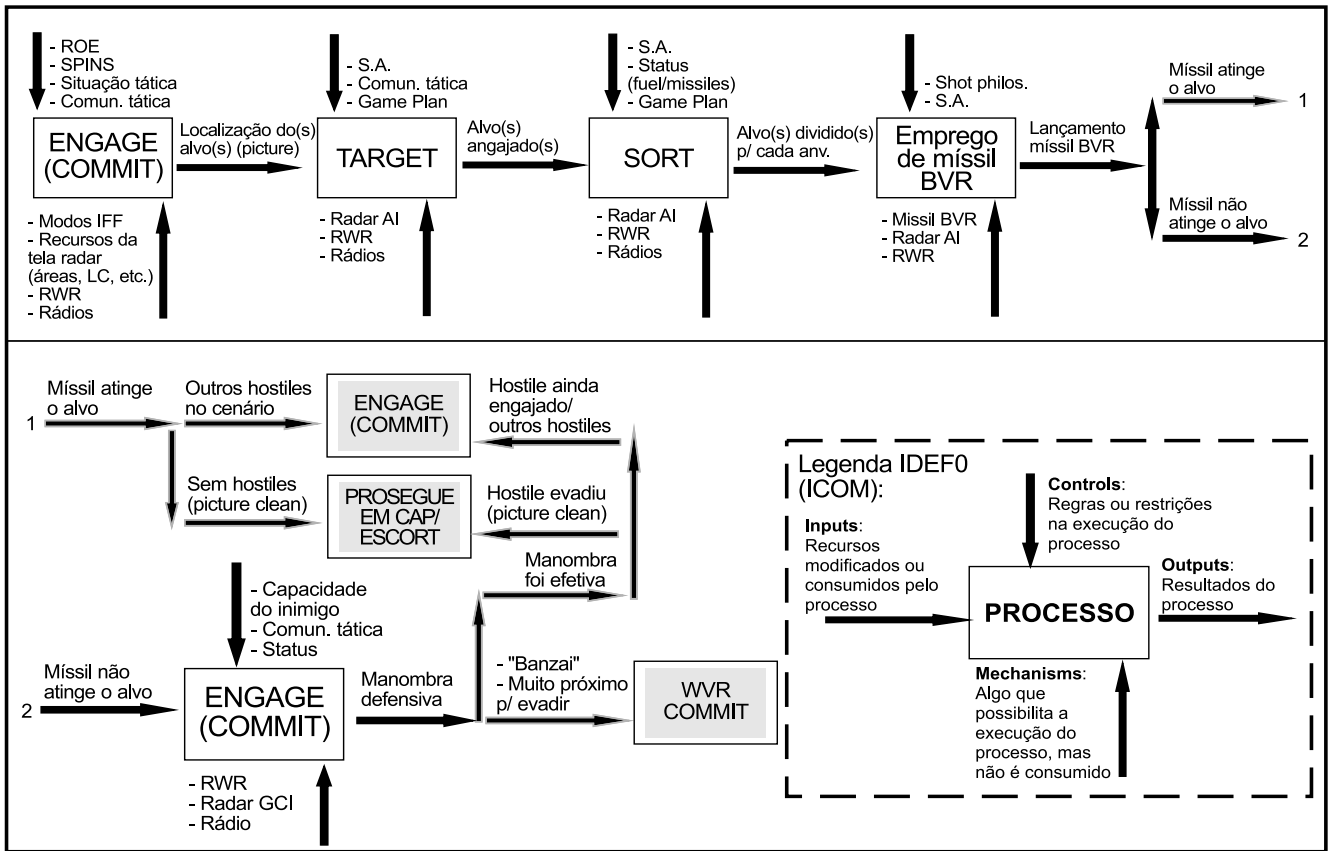 - ROE
- SPINS
- Situação tática
- Comun. tática
ENGAGE
(COMMIT)
- Modos IFF
- Recursos da
tela radar
(áreas, LC, etc.)
- RWR
- Rádios
Localização do(s)
alvo(s) (picture)
- S.A.
- Comun. tática
- Game Plan
TARGET
- Radar AI
- RWR
- Rádios
Alvo(s)
angajado(s)
- S.A.
- Status
(fuel/missiles)
- Game Plan
SORT
- Radar AI
- RWR
- Rádios
Alvo(s) dividido(s)
p/ cada anv.
- Shot philos.
- S.A.
Emprego
de míssil
BVR
- Missil BVR
- Radar AI
- RWR
Lançamento
míssil BVR
Míssil atinge
o alvo
1
Míssil não
atinge o alvo
2
1
Míssil atinge
o alvo
Outros hostiles
no cenário
ENGAGE
(COMMIT)
Hostile ainda
engajado/
outros hostiles
Sem hostiles
(picture clean)
PROSEGUE
EM CAP/
ESCORT
Hostile evadiu
(picture clean)
Manombra
foi efetiva
2
Míssil não
atinge o alvo
- Capacidade
do inimigo
- Comun. tática
- Status
ENGAGE
(COMMIT)
- RWR
- Radar GCI
- Rádio
Manombra
defensiva
- "Banzai"
- Muito próximo
p/ evadir
WVR
COMMIT
Legenda IDEF0
(ICOM):
Inputs:
Recursos
modificados ou
consumidos pelo
processo
Controls:
Regras ou restrições
na execução do
processo
PROCESSO
Outputs:
Resultados do
processo
Mechanisms:
Algo que
possibilita a
execução do
processo, mas
não é consumido